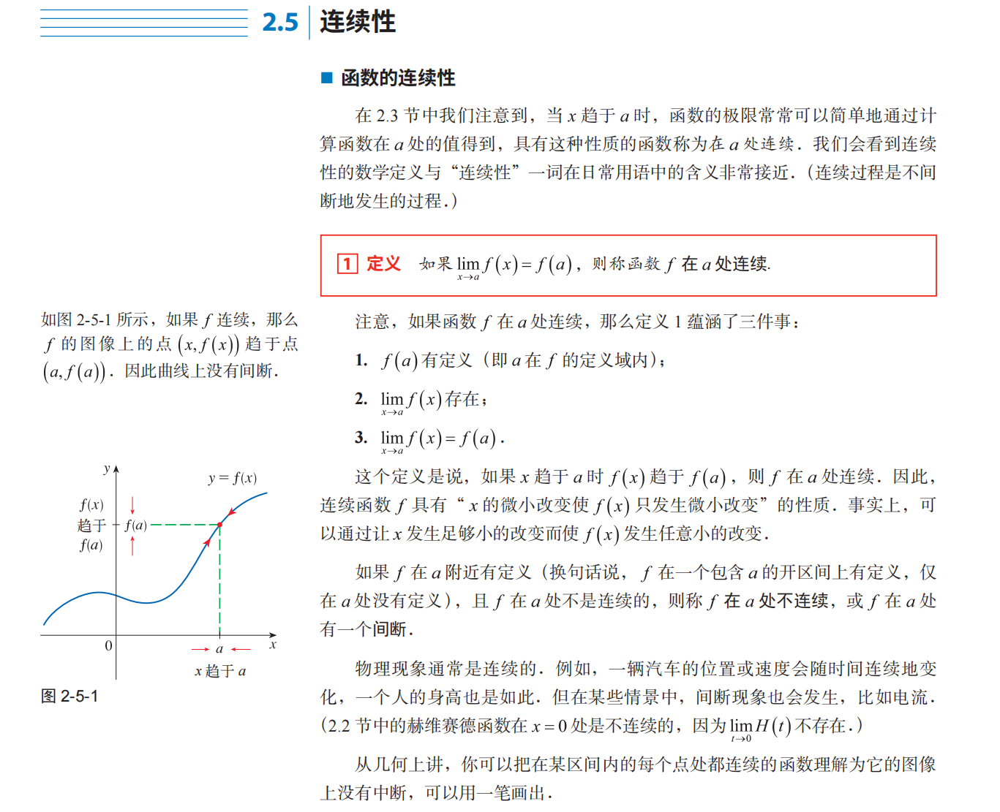 2.5 连续性
■ 函数的连续性
在 2.3 节中我们注意到，当 x 趋于 a 时，函数的极限常常可以简单地通过计
算函数在 a 处的值得到，具有这种性质的函数称为在 a 处连续．我们会看到连续
性的数学定义与“连续性”一词在日常用语中的含义非常接近．（连续过程是不间
断地发生的过程．）
1 定义 如果 lim f(x) = f(a)，则称函数 f 在 a 处连续.
x→a
如图 2-5-1 所示，如果 f 连续，那么
f 的图像上的点 (x, f(x)) 趋于点
(a, f(a))．因此曲线上没有间断．
注意，如果函数 f 在 a 处连续，那么定义 1 蕴涵了三件事：
1. f(a) 有定义（即 a 在 f 的定义域内）；
2. lim f(x) 存在；
x→a
3. lim f(x) = f(a)．
x→a
这个定义是说，如果 x 趋于 a 时 f(x) 趋于 f(a)，则 f 在 a 处连续．因此，
连续函数 f 具有“ x 的微小改变使 f(x) 只发生微小改变”的性质．事实上，可
以通过让 x 发生足够小的改变而使 f(x) 发生任意小的改变．
如果 f 在 a 附近有定义（换句话说， f 在一个包含 a 的开区间上有定义，仅
在 a 处没有定义），且 f 在 a 处不是连续的，则称 f 在 a 处不连续，或 f 在 a 处
有一个间断．
物理现象通常是连续的．例如，一辆汽车的位置或速度会随时间连续地变
化，一个人的身高也是如此．但在某些情景中，间断现象也会发生，比如电流．
（2.2 节中的赫维赛德函数在 x = 0 处是不连续的，因为 lim H(t) 不存在．）
t→0
从几何上讲，你可以把在某区间内的每个点处都连续的函数理解为它的图像
上没有中断，可以用一笔画出．
y
y = f(x)
f(x)
趋于
f(a)
f(a)
0
a
x
x 趋于 a
图 2-5-1